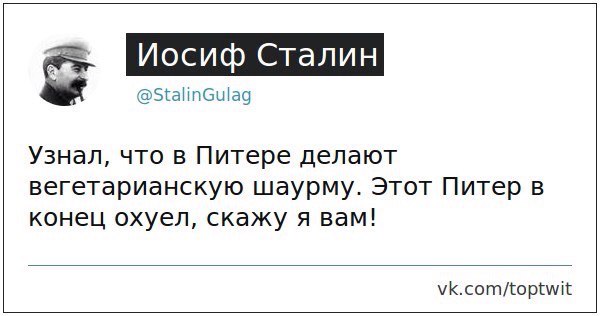 Иосиф Сталин
@StalinGulag
Узнал, что в Питере делают
вегетарианскую шаурму. Этот Питер в
конец охуел, скажу я вам!
vk.com/toptwit